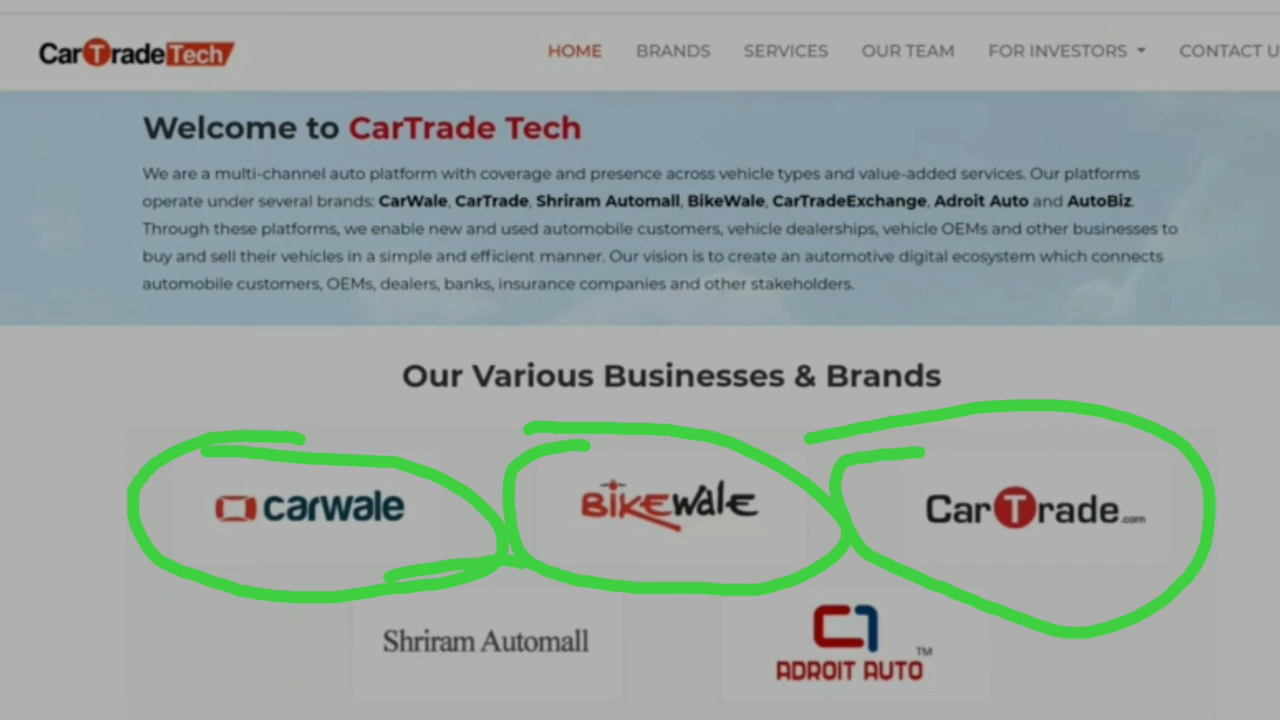 CarTradeTech HOME BRANDS SERVICES OUR TEAM FOR INVESTORS CONTACT U
Welcome to CarTrade Tech
We are a multi-channel auto platform with coverage and presence across vehicle types and value-added services. Our platforms
operate under several brands: CarWale, CarTrade, Shriram Automall, BikeWale, CarTradeExchange, Adroit Auto and AutoBiz.
Through these platforms, we enable new and used automobile customers, vehicle dealerships, vehicle OEMs and other businesses to
buy and sell their vehicles in a simple and efficient manner. Our vision is to create an automotive digital ecosystem which connects
automobile customers, OEMs, dealers, banks, insurance companies and other stakeholders.
Our Various Businesses & Brands
carwale BIKEWALE CarTrade.com
Shriram Automall ADROIT AUTO TM